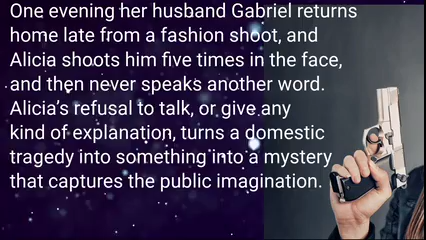 One evening her husband Gabriel returns
home late from a fashion shoot, and
Alicia shoots him five times in the face,
and then never speaks another word.
Alicia’s refusal to talk, or give any
kind of explanation, turns a domestic
tragedy into something into a mystery
that captures the public imagination.